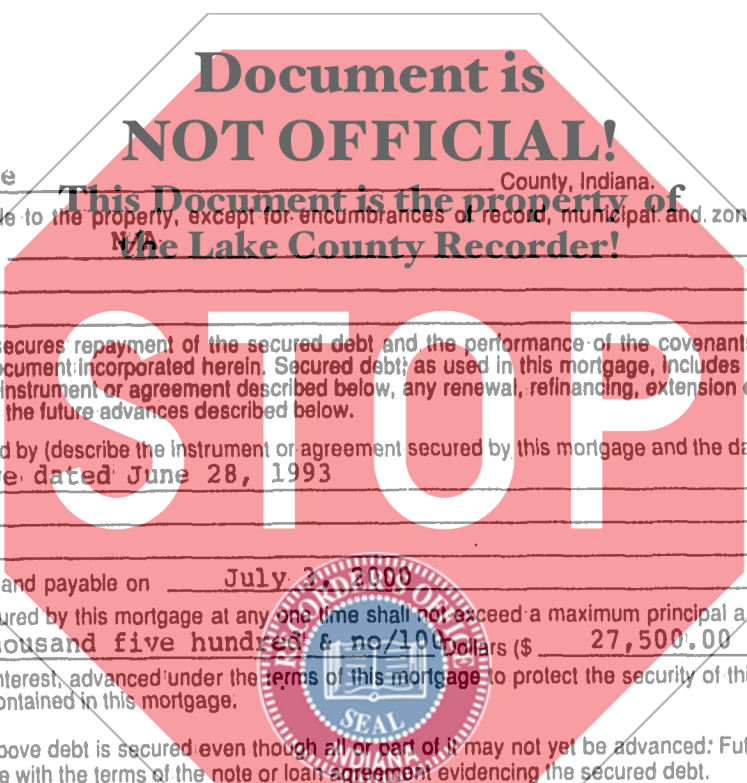 Document is
NOT OFFICIAL!
e County, Indiana.
This Document is the property of
le to the property, except for encumbrances of record, municipal and zon
N/A
the Lake County Recorder!
STOP
secures repayment of the secured debt and the performance of the covenants
ocument incorporated herein. Secured debt, as used in this mortgage, includes
instrument or agreement described below, any renewal, refinancing, extension o
the future advances described below.
d by (describe the instrument or agreement secured by this mortgage and the da
e dated June 28, 1993
and payable on July 3, 2000
ured by this mortgage at any one time shall not exceed a maximum principal a
ousand five hundred & no/100 Dollars ($ 27,500.00
nterest, advanced under the terms of this mortgage to protect the security of thi
ontained in this mortgage.
bove debt is secured even though all or part of it may not yet be advanced. Fut
e with the terms of the note or loan agreement evidencing the secured debt.
RECORDER'S OFFICE
SEAL
INDIANA